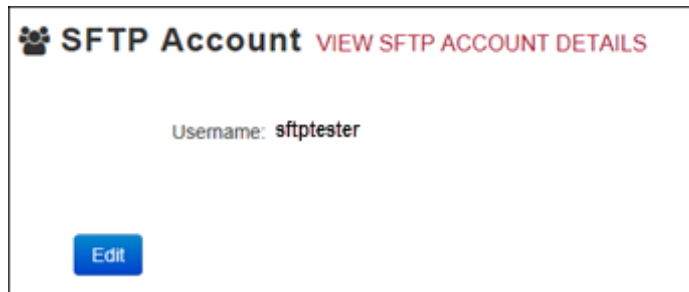 SFTP Account VIEW SFTP ACCOUNT DETAILS
Username: sftptester
Edit